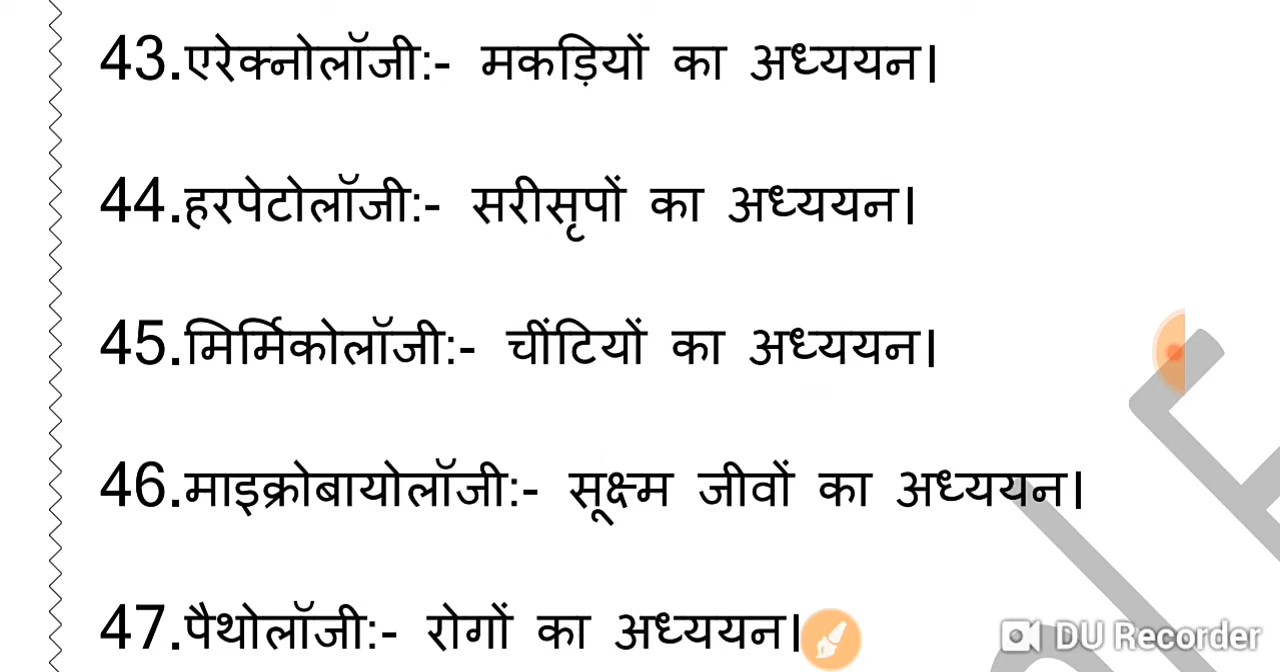 43.एरेक्नोलॉजी:- मकड़ियों का अध्ययन।
44.हरपेटोलॉजी:- सरीसृपों का अध्ययन।
45.मिर्मिकोलॉजी:- चींटियों का अध्ययन।
46.माइक्रोबायोलॉजी:- सूक्ष्म जीवों का अध्ययन।
47.पैथोलॉजी:- रोगों का अध्ययन।
DU Recorder